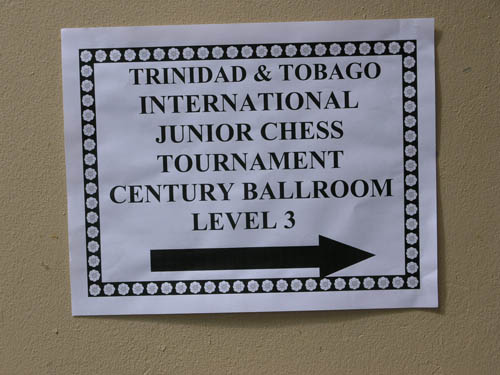 TRINIDAD & TOBAGO
INTERNATIONAL
JUNIOR CHESS
TOURNAMENT
CENTURY BALLROOM
LEVEL 3